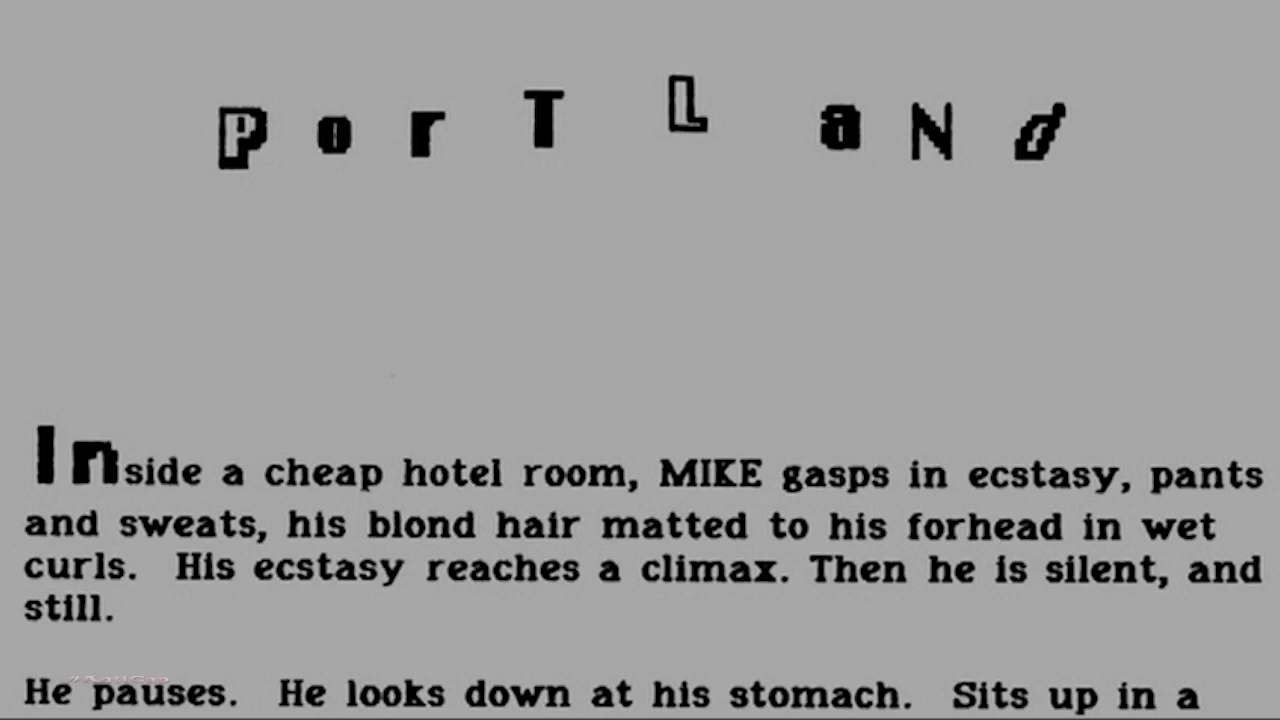 PorTLaNd
Inside a cheap hotel room, MIKE gasps in ecstasy, pants
and sweats, his blond hair matted to his forhead in wet
curls.  His ecstasy reaches a climax. Then he is silent, and
still.
He pauses.  He looks down at his stomach.  Sits up in a